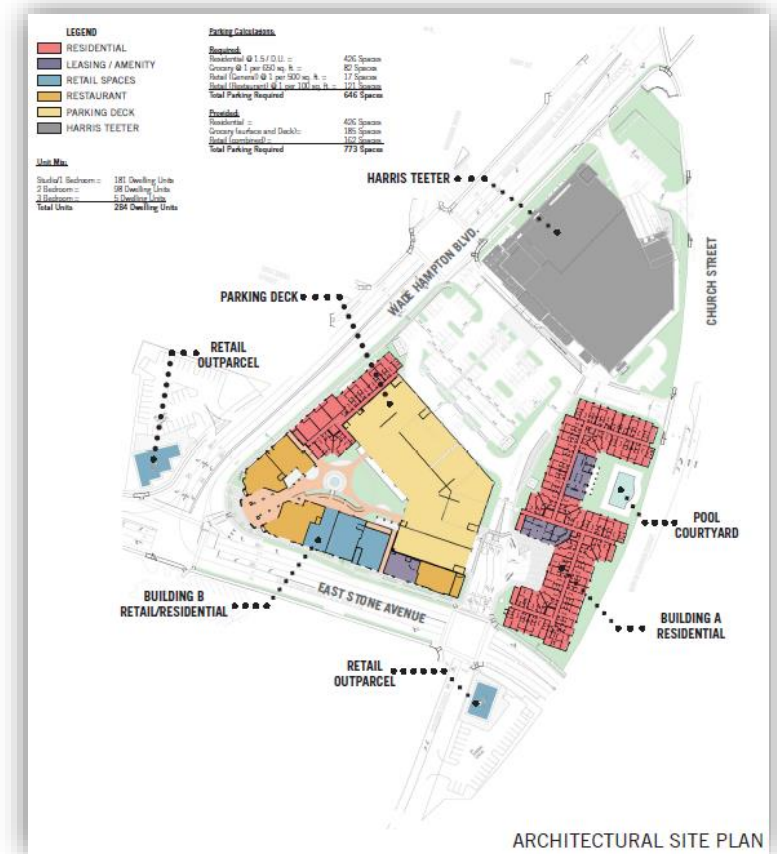 LEGEND
RESIDENTIAL
LEASING / AMENITY
RETAIL SPACES
RESTAURANT
PARKING DECK
HARRIS TEETER
Parking Calculations:
Required:
Residential @ 1.5 / D.U. = 426 Spaces
Grocery @ 1 per 650 sq. ft. = 82 Spaces
Retail (General) @ 1 per 500 sq. ft. = 17 Spaces
Retail (Restaurant) @ 1 per 100 sq. ft. = 121 Spaces
Total Parking Required 646 Spaces
Provided:
Residential = 426 Spaces
Grocery (surface and Deck)= 185 Spaces
Retail (combined) = 162 Spaces
Total Parking Required 773 Spaces
Unit Mix:
Studio/1 Bedroom = 181 Dwelling Units
2 Bedroom = 98 Dwelling Units
3 Bedroom = 5 Dwelling Units
Total Units 284 Dwelling Units
HARRIS TEETER
WADE HAMPTON BLVD.
CHURCH STREET
PARKING DECK
RETAIL
OUTPARCEL
POOL
COURTYARD
BUILDING B
RETAIL/RESIDENTIAL
EAST STONE AVENUE
BUILDING A
RESIDENTIAL
RETAIL
OUTPARCEL
ARCHITECTURAL SITE PLAN